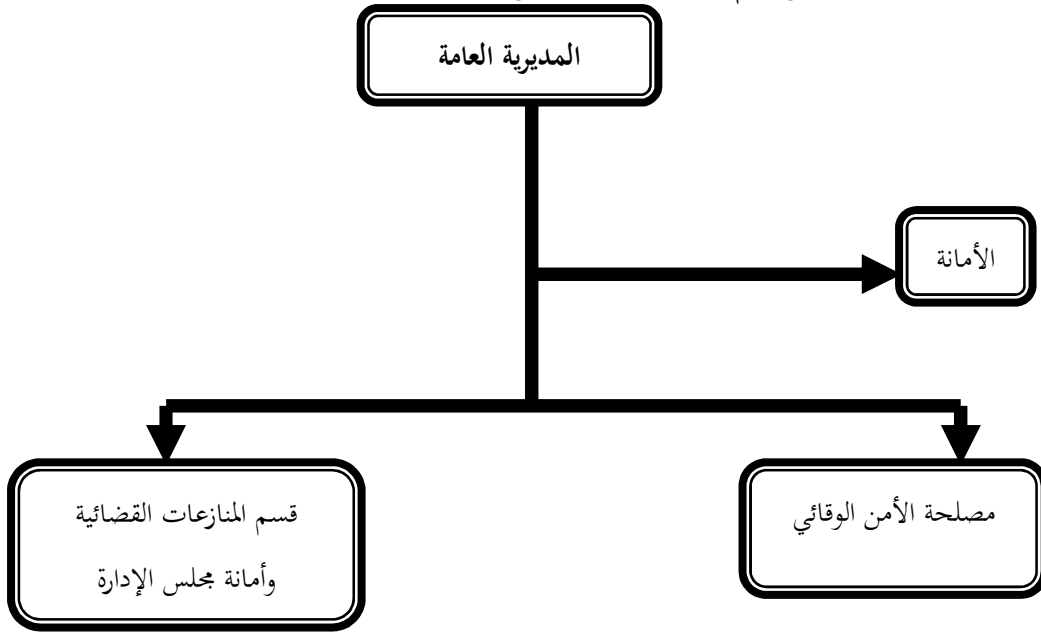 المديرية العامة
الأمانة
مصلحة الأمن الوقائي
قسم المنازعات القضائية
وأمانة مجلس الإدارة